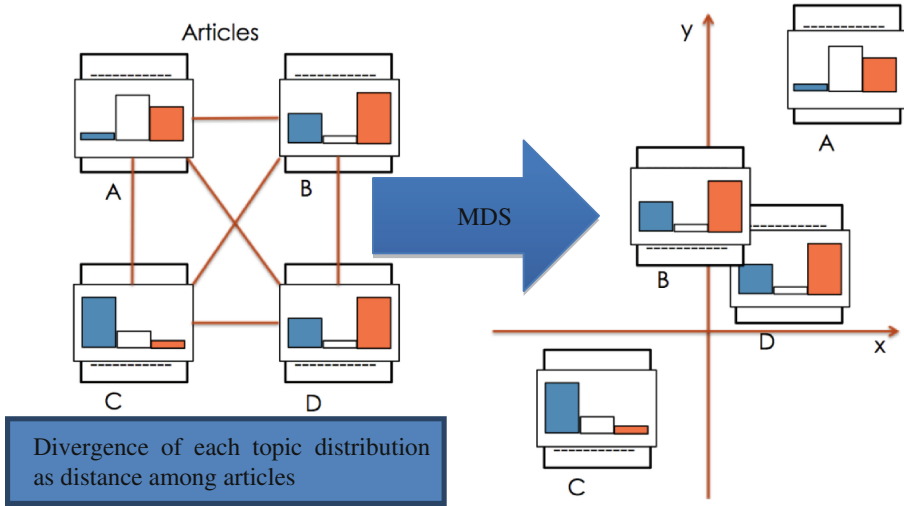 Articles
A
B
C
D
Divergence of each topic distribution
as distance among articles
MDS
y
A
B
D
x
C